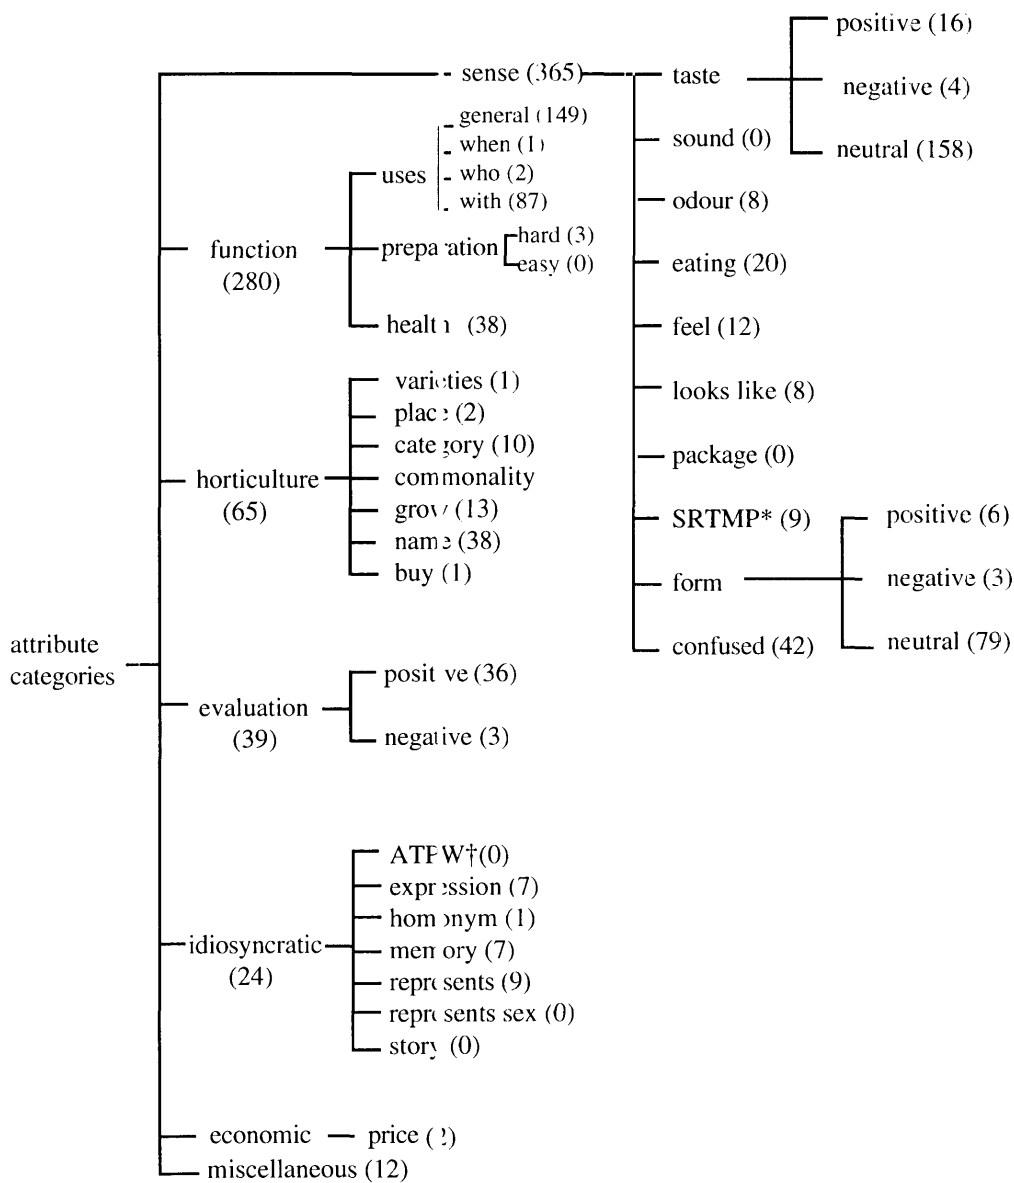 attribute
categories
sense (365)
taste
positive (16)
negative (4)
neutral (158)
sound (0)
odour (8)
eating (20)
feel (12)
looks like (8)
package (0)
SRTMP* (9)
form
positive (6)
negative (3)
neutral (79)
confused (42)
function
(280)
uses
general (149)
when (1)
who (2)
with (87)
preparation
hard (3)
easy (0)
health (38)
horticulture
(65)
varieties (1)
place (2)
category (10)
commonality
grow (13)
name (38)
buy (1)
evaluation
(39)
positive (36)
negative (3)
idiosyncratic
(24)
(0)
expression (7)
homonym (1)
memory (7)
represents (9)
represents sex (0)
story (0)
economic
price
miscellaneous (12)